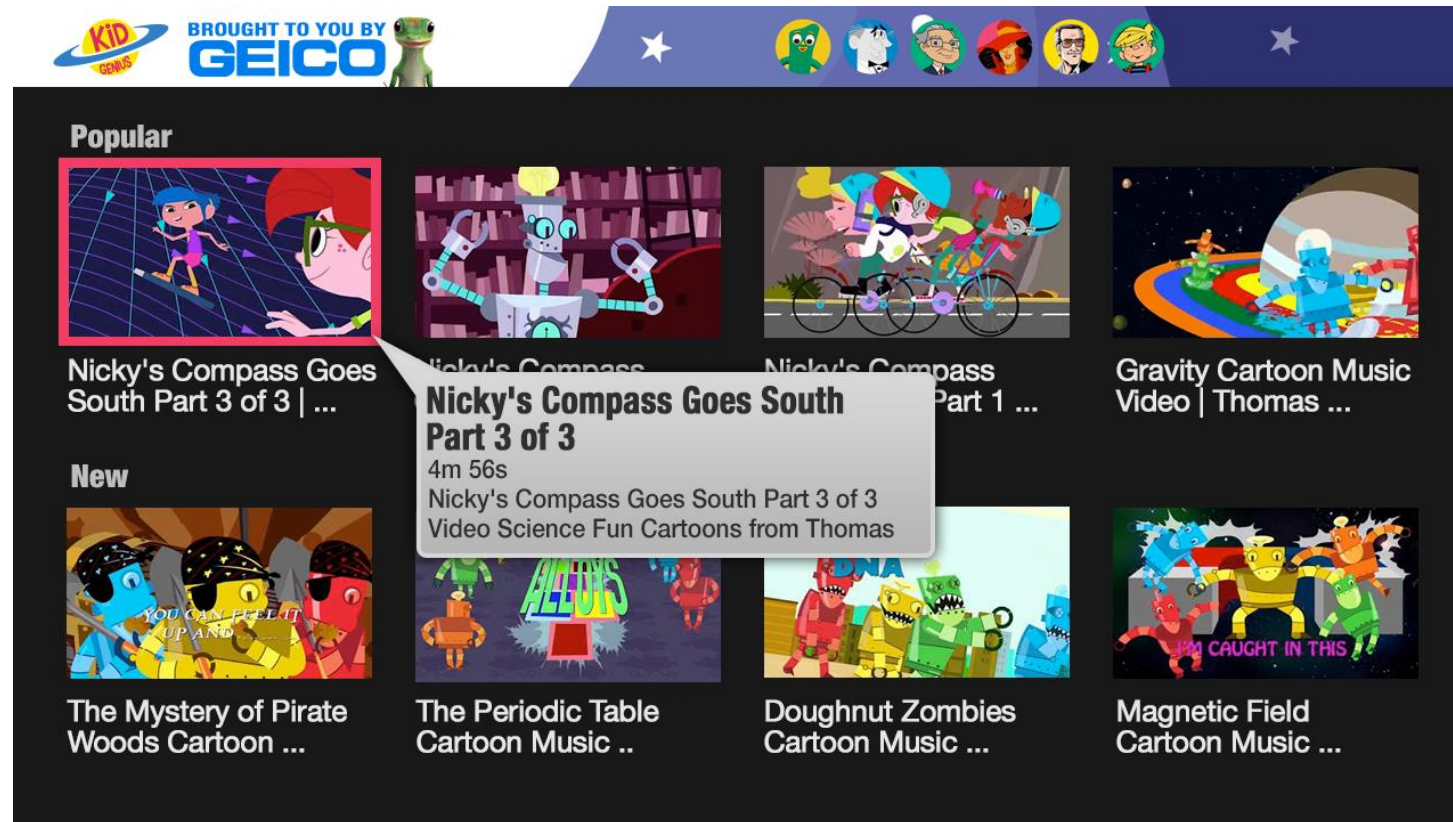 KiD
GENIUS
BROUGHT TO YOU BY
GEICO
Popular
Nicky's Compass Goes
South Part 3 of 3 | ...
Nicky's Compass
Nicky's Compass
Part 1 ...
Gravity Cartoon Music
Video | Thomas ...
Nicky's Compass Goes South
Part 3 of 3
4m 56s
Nicky's Compass Goes South Part 3 of 3
Video Science Fun Cartoons from Thomas
New
YOU CAN FEEL IT
UP AND......
ALLOYS
DNA
I'M CAUGHT IN THIS
The Mystery of Pirate
Woods Cartoon ...
The Periodic Table
Cartoon Music ..
Doughnut Zombies
Cartoon Music ...
Magnetic Field
Cartoon Music ...